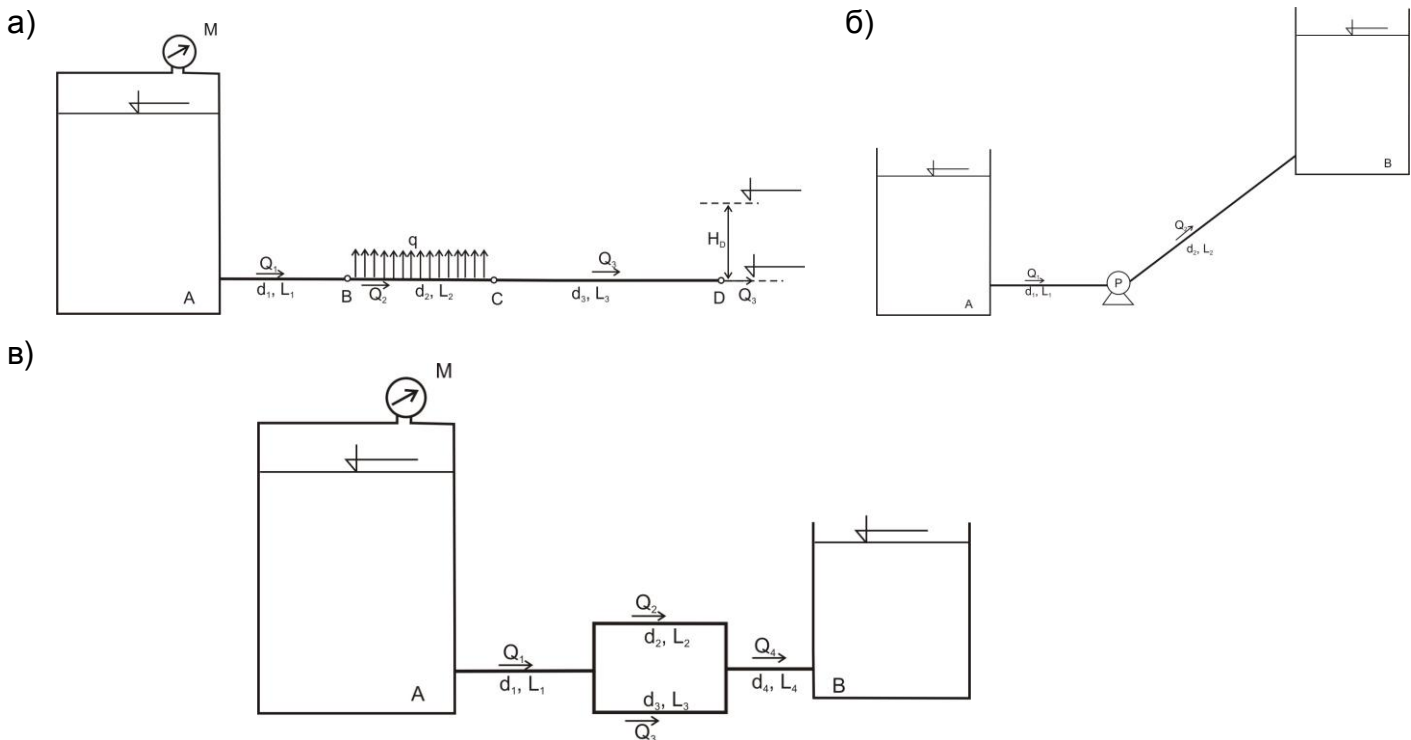 а)
M
A
Q₁
d₁, L₁
B
q
Q₂
d₂, L₂
C
Q₃
d₃, L₃
H_D
D
Q₃
б)
A
Q₁
d₁, L₁
P
Q₂
d₂, L₂
B
в)
M
A
Q₁
d₁, L₁
Q₂
d₂, L₂
d₃, L₃
Q₃
Q₄
d₄, L₄
B